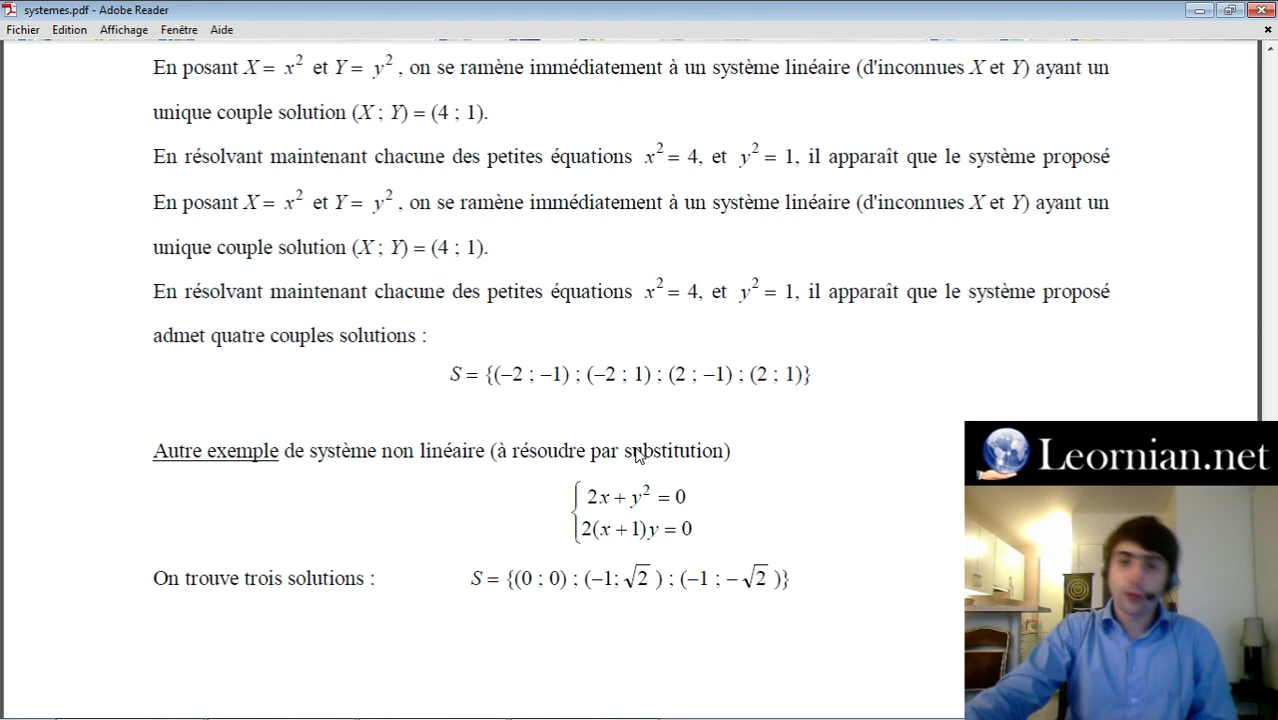 systemes.pdf - Adobe Reader
Fichier Edition Affichage Fenêtre Aide
En posant X = x² et Y = y², on se ramène immédiatement à un système linéaire (d'inconnues X et Y) ayant un
unique couple solution (X ; Y) = (4 ; 1).
En résolvant maintenant chacune des petites équations x² = 4, et y² = 1, il apparaît que le système proposé
En posant X = x² et Y = y², on se ramène immédiatement à un système linéaire (d'inconnues X et Y) ayant un
unique couple solution (X ; Y) = (4 ; 1).
En résolvant maintenant chacune des petites équations x² = 4, et y² = 1, il apparaît que le système proposé
admet quatre couples solutions :
S = {(−2 ; −1) ; (−2 ; 1) ; (2 ; −1) ; (2 ; 1)}
Autre exemple de système non linéaire (à résoudre par substitution)
2x + y² = 0
2(x + 1)y = 0
On trouve trois solutions : S = {(0 ; 0) ; (−1; √2 ) ; (−1 ; − √2 )}
Leornian.net